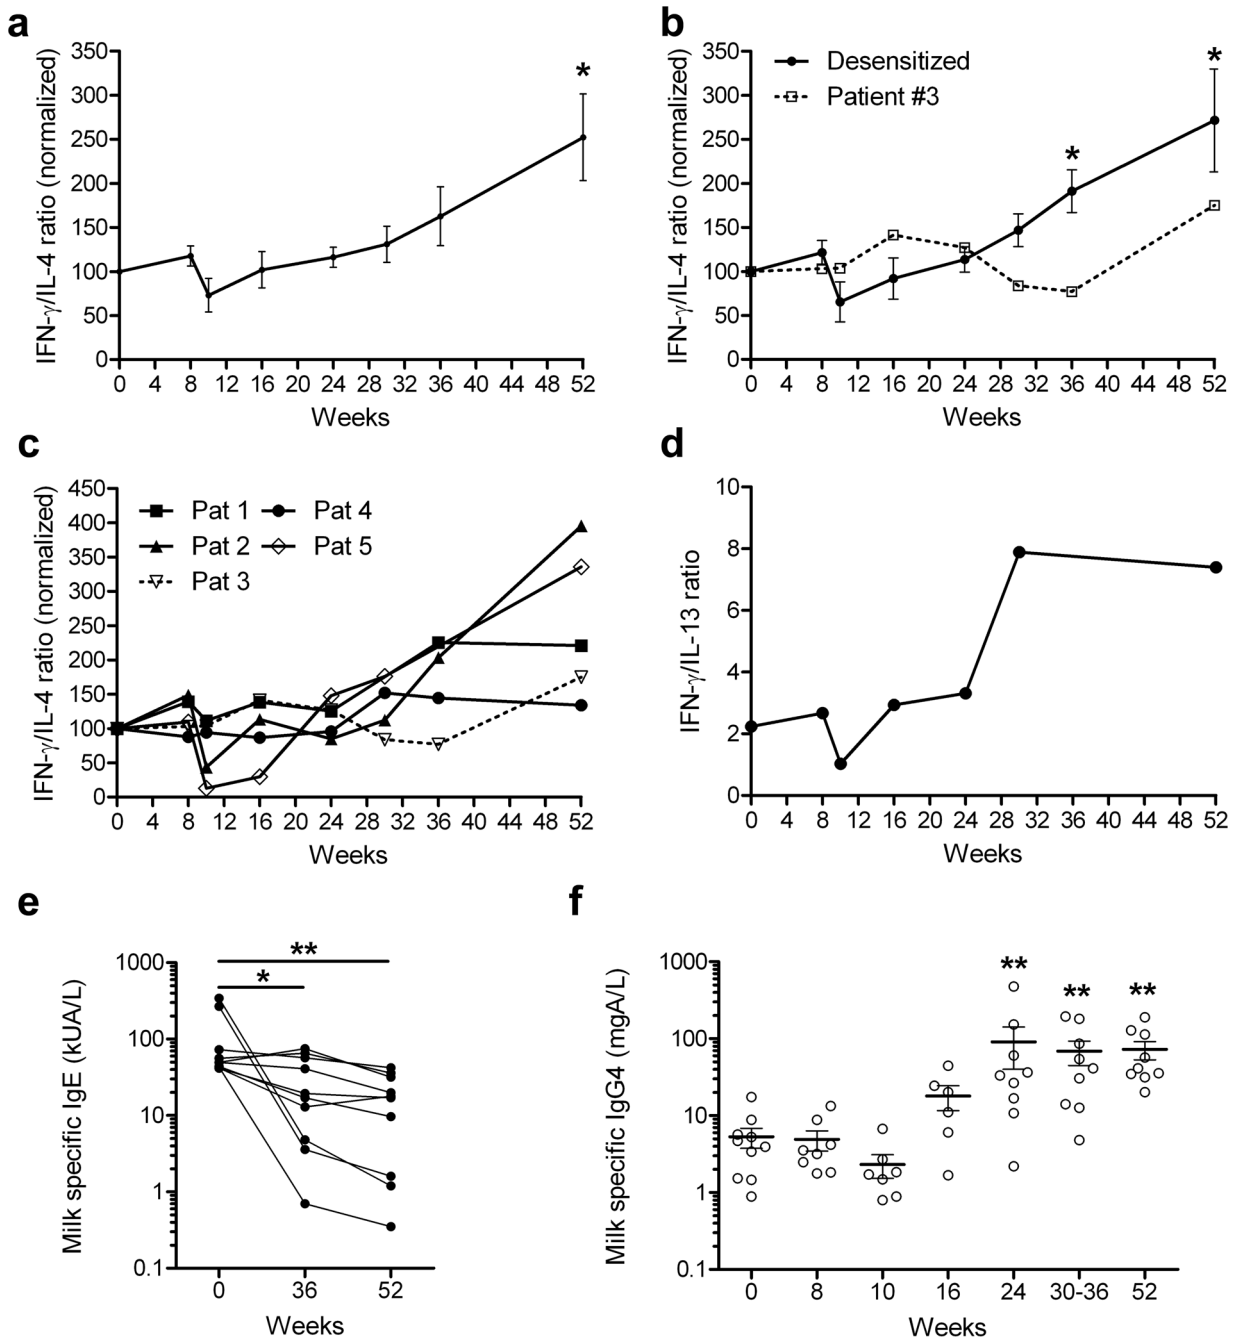 a
IFN-γ/IL-4 ratio (normalized)
350
300
250
200
150
100
50
0
*
0 4 8 12 16 20 24 28 32 36 40 44 48 52
Weeks
b
IFN-γ/IL-4 ratio (normalized)
350
300
250
200
150
100
50
0
Desensitized
Patient #3
*
*
0 4 8 12 16 20 24 28 32 36 40 44 48 52
Weeks
c
IFN-γ/IL-4 ratio (normalized)
450
400
350
300
250
200
150
100
50
0
Pat 1 Pat 4
Pat 2 Pat 5
Pat 3
0 4 8 12 16 20 24 28 32 36 40 44 48 52
Weeks
d
IFN-γ/IL-13 ratio
10
8
6
4
2
0
0 4 8 12 16 20 24 28 32 36 40 44 48 52
Weeks
e
Milk specific IgE (kUA/L)
1000
100
10
1
0.1
**
*
0 36 52
Weeks
f
Milk specific IgG4 (mgA/L)
1000
100
10
1
0.1
** ** **
0 8 10 16 24 30-36 52
Weeks